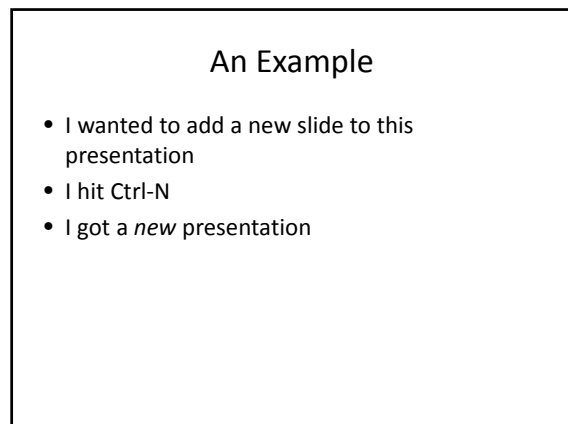 An Example
• I wanted to add a new slide to this
presentation
• I hit Ctrl-N
• I got a new presentation